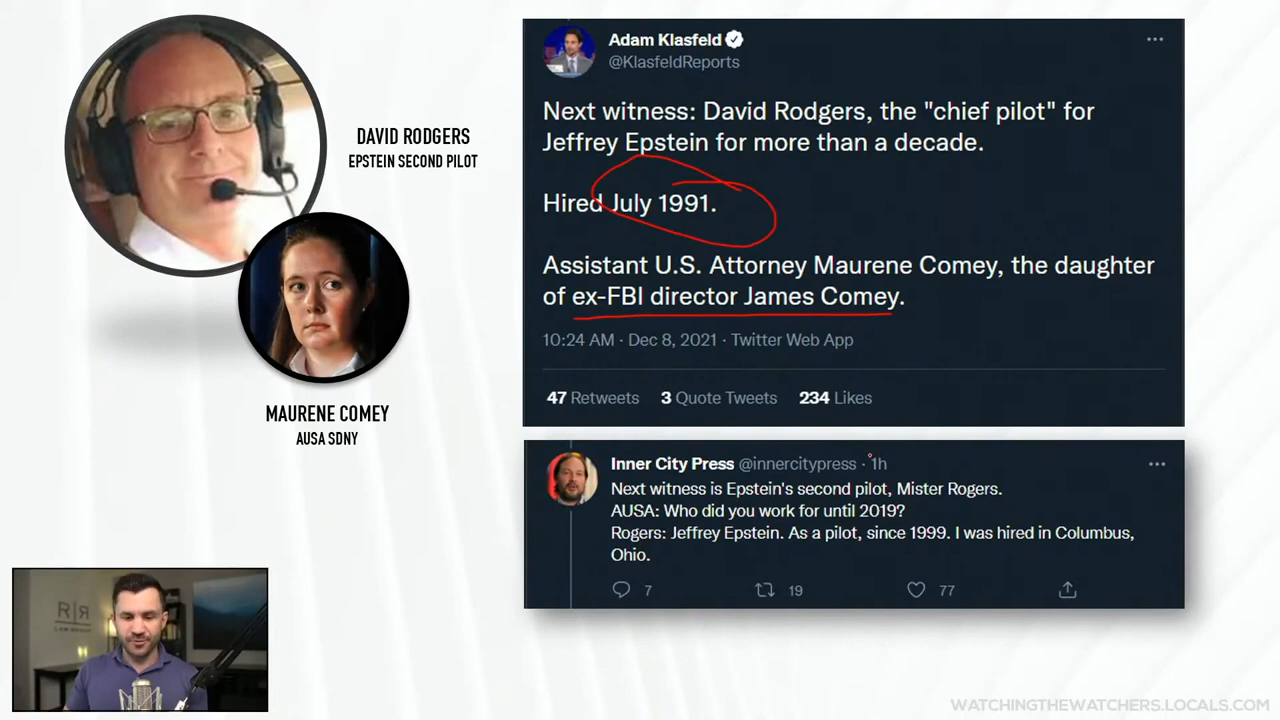 DAVID RODGERS
EPSTEIN SECOND PILOT
MAURENE COMEY
AUSA SDNY
Adam Klasfeld
@KlasfeldReports
Next witness: David Rodgers, the "chief pilot" for
Jeffrey Epstein for more than a decade.
Hired July 1991.
Assistant U.S. Attorney Maurene Comey, the daughter
of ex-FBI director James Comey.
10:24 AM · Dec 8, 2021 · Twitter Web App
47 Retweets 3 Quote Tweets 234 Likes
Inner City Press @innercitypress · 1h
Next witness is Epstein's second pilot, Mister Rogers.
AUSA: Who did you work for until 2019?
Rogers: Jeffrey Epstein. As a pilot, since 1999. I was hired in Columbus,
Ohio.
7 19 77
R|R
LAW GROUP
WATCHINGTHEWATCHERS.LOCALS.COM